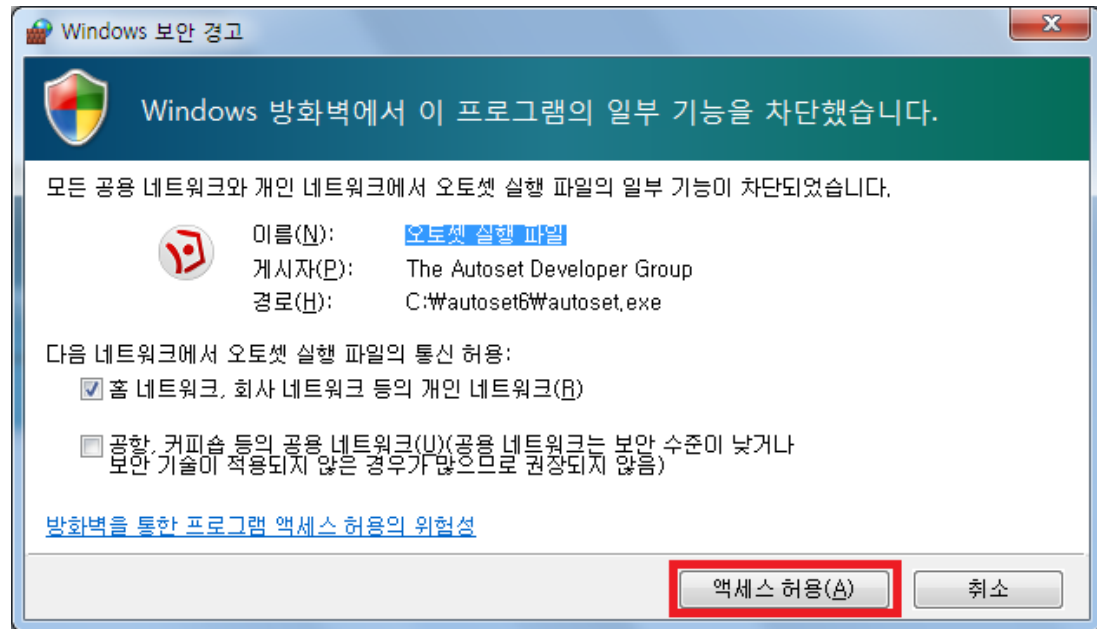 Windows 보안 경고
Windows 방화벽에서 이 프로그램의 일부 기능을 차단했습니다.
모든 공용 네트워크와 개인 네트워크에서 오토셋 실행 파일의 일부 기능이 차단되었습니다.
이름(N): 오토셋 실행 파일
게시자(P): The Autoset Developer Group
경로(H): C:₩autoset6₩autoset.exe
다음 네트워크에서 오토셋 실행 파일의 통신 허용:
홈 네트워크, 회사 네트워크 등의 개인 네트워크(R)
공항, 커피숍 등의 공용 네트워크(U)(공용 네트워크는 보안 수준이 낮거나
보안 기술이 적용되지 않은 경우가 많으므로 권장되지 않음)
방화벽을 통한 프로그램 액세스 허용의 위험성
액세스 허용(A) 취소